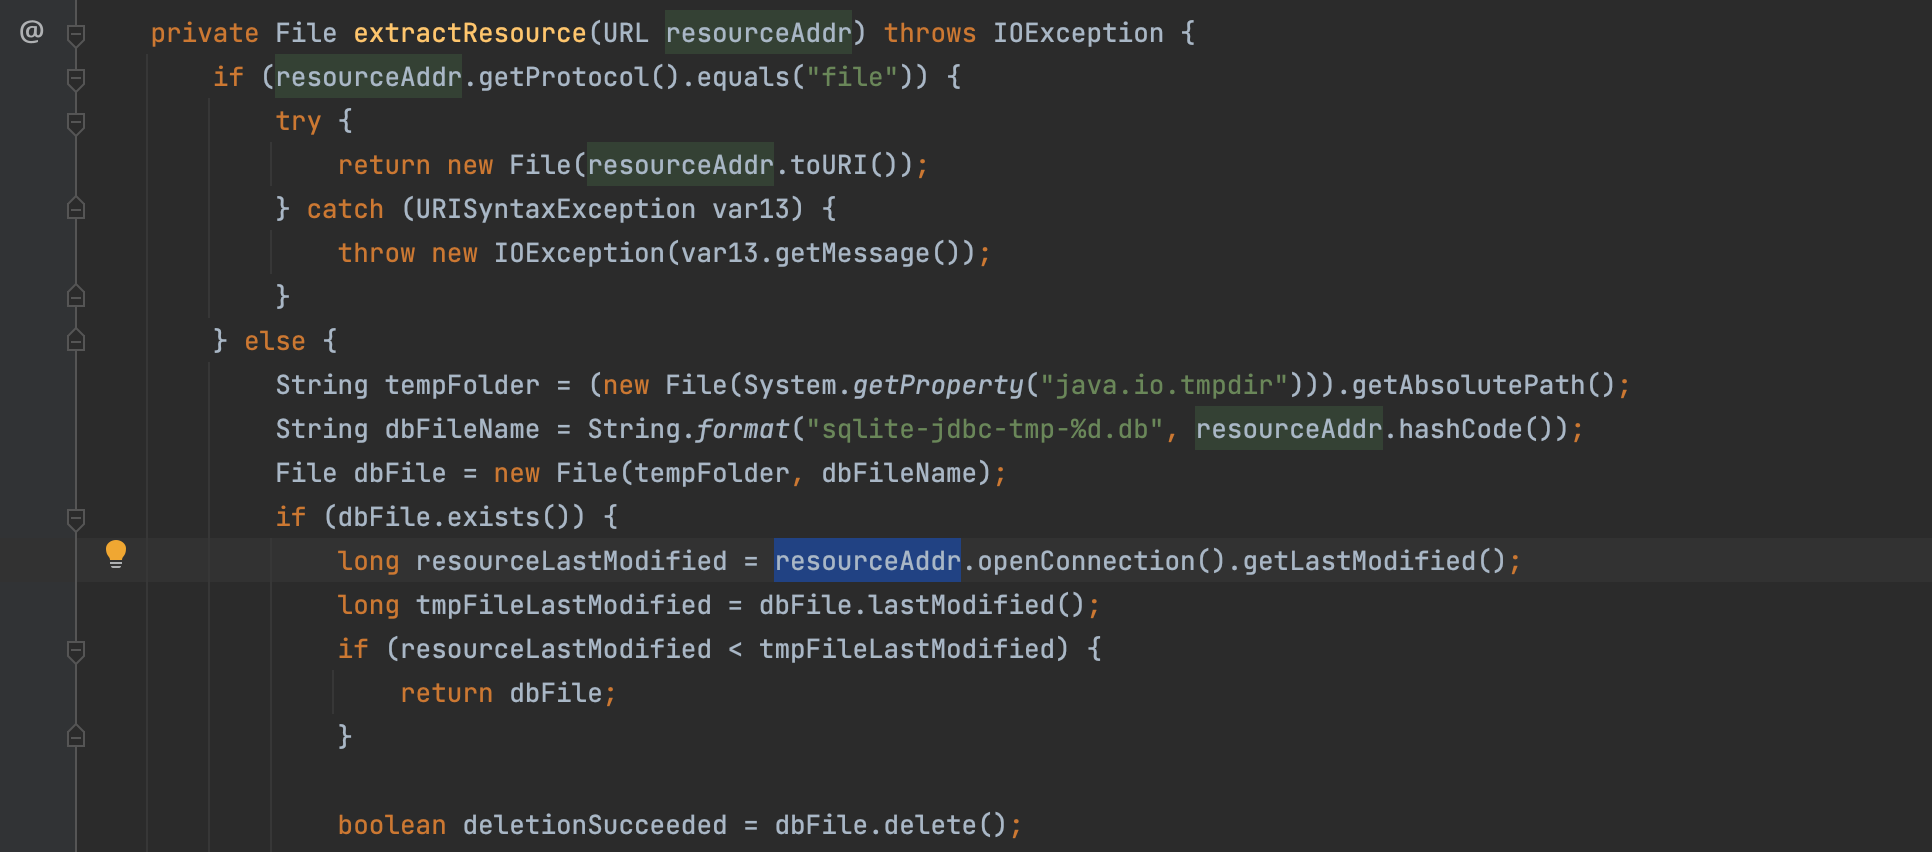 @ private File extractResource(URL resourceAddr) throws IOException {
if (resourceAddr.getProtocol().equals("file")) {
try {
return new File(resourceAddr.toURI());
} catch (URISyntaxException var13) {
throw new IOException(var13.getMessage());
}
} else {
String tempFolder = (new File(System.getProperty("java.io.tmpdir"))).getAbsolutePath();
String dbFileName = String.format("sqlite-jdbc-tmp-%d.db", resourceAddr.hashCode());
File dbFile = new File(tempFolder, dbFileName);
if (dbFile.exists()) {
long resourceLastModified = resourceAddr.openConnection().getLastModified();
long tmpFileLastModified = dbFile.lastModified();
if (resourceLastModified < tmpFileLastModified) {
return dbFile;
}
boolean deletionSucceeded = dbFile.delete();